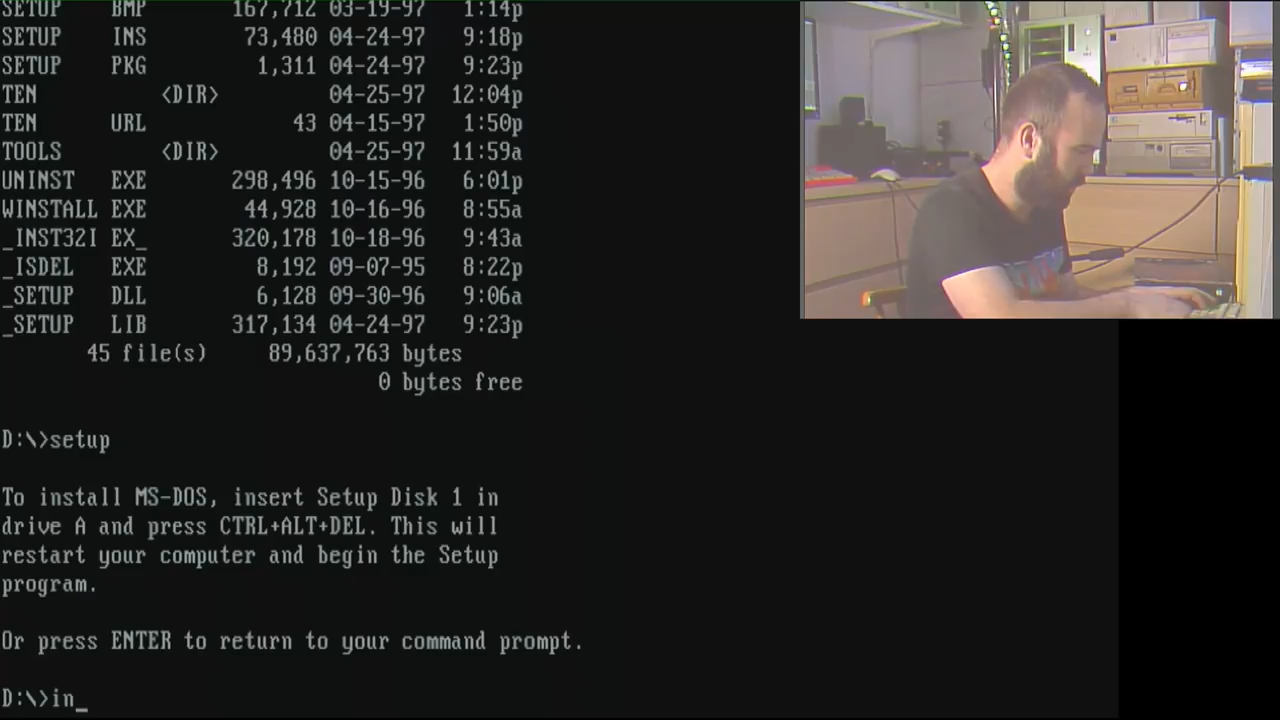 SETUP    BMP       167,712 03-19-97   1:14p
SETUP    INS        73,480 04-24-97   9:18p
SETUP    PKG         1,311 04-24-97   9:23p
TEN          <DIR>         04-25-97  12:04p
TEN      URL            43 04-15-97   1:50p
TOOLS        <DIR>         04-25-97  11:59a
UNINST   EXE       298,496 10-15-96   6:01p
WINSTALL EXE        44,928 10-16-96   8:55a
_INST32I EX_       320,178 10-18-96   9:43a
_ISDEL   EXE         8,192 09-07-95   8:22p
_SETUP   DLL         6,128 09-30-96   9:06a
_SETUP   LIB       317,134 04-24-97   9:23p
45 file(s)     89,637,763 bytes
0 bytes free
D:\>setup
To install MS-DOS, insert Setup Disk 1 in
drive A and press CTRL+ALT+DEL. This will
restart your computer and begin the Setup
program.
Or press ENTER to return to your command prompt.
D:\>in_